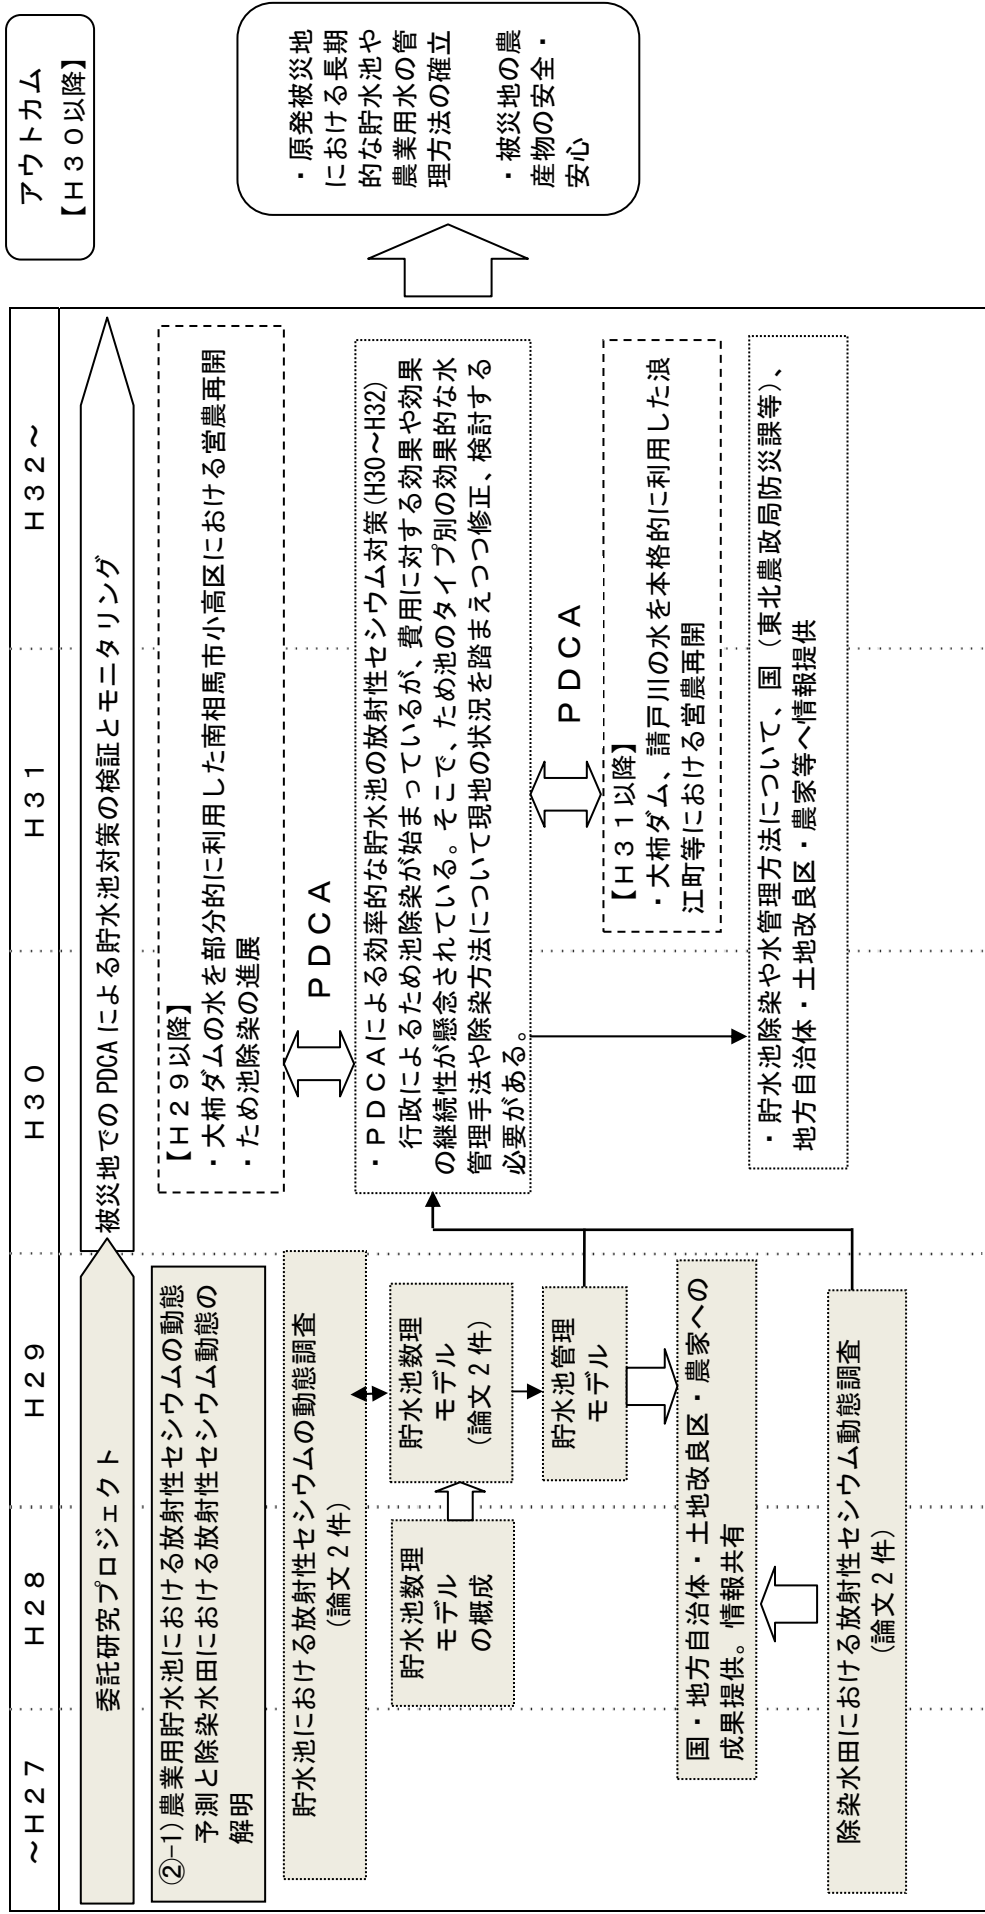 ～Ｈ２７
Ｈ２８
Ｈ２９
Ｈ３０
Ｈ３１
Ｈ３２～
アウトカム
【Ｈ３０以降】
委託研究プロジェクト
被災地での PDCA による貯水池対策の検証とモニタリング
②-1)農業用貯水池における放射性セシウムの動態
予測と除染水田における放射性セシウム動態の
解明
貯水池における放射性セシウムの動態調査
(論文２件)
貯水池数理
モデル
の概成
貯水池数理
モデル
(論文２件)
貯水池管理
モデル
国・地方自治体・土地改良区・農家への
成果提供。情報共有
除染水田における放射性セシウム動態調査
(論文２件)
【Ｈ２９以降】
・大柿ダムの水を部分的に利用した南相馬市小高区における営農再開
・ため池除染の進展
ＰＤＣＡ
・ＰＤＣＡによる効率的な貯水池の放射性セシウム対策(H30～H32)
行政によるため池除染が始まっているが、費用に対する効果や効果
の継続性が懸念されている。そこで、ため池のタイプ別の効果的な水
管理手法や除染方法について現地の状況を踏まえつつ修正、検討する
必要がある。
ＰＤＣＡ
【Ｈ３１以降】
・大柿ダム、請戸川の水を本格的に利用した浪
江町等における営農再開
・貯水池除染や水管理方法について、国（東北農政局防災課等）、
地方自治体・土地改良区・農家等へ情報提供
・原発被災地
における長期
的な貯水池や
農業用水の管
理方法の確立
・被災地の農
産物の安全・
安心